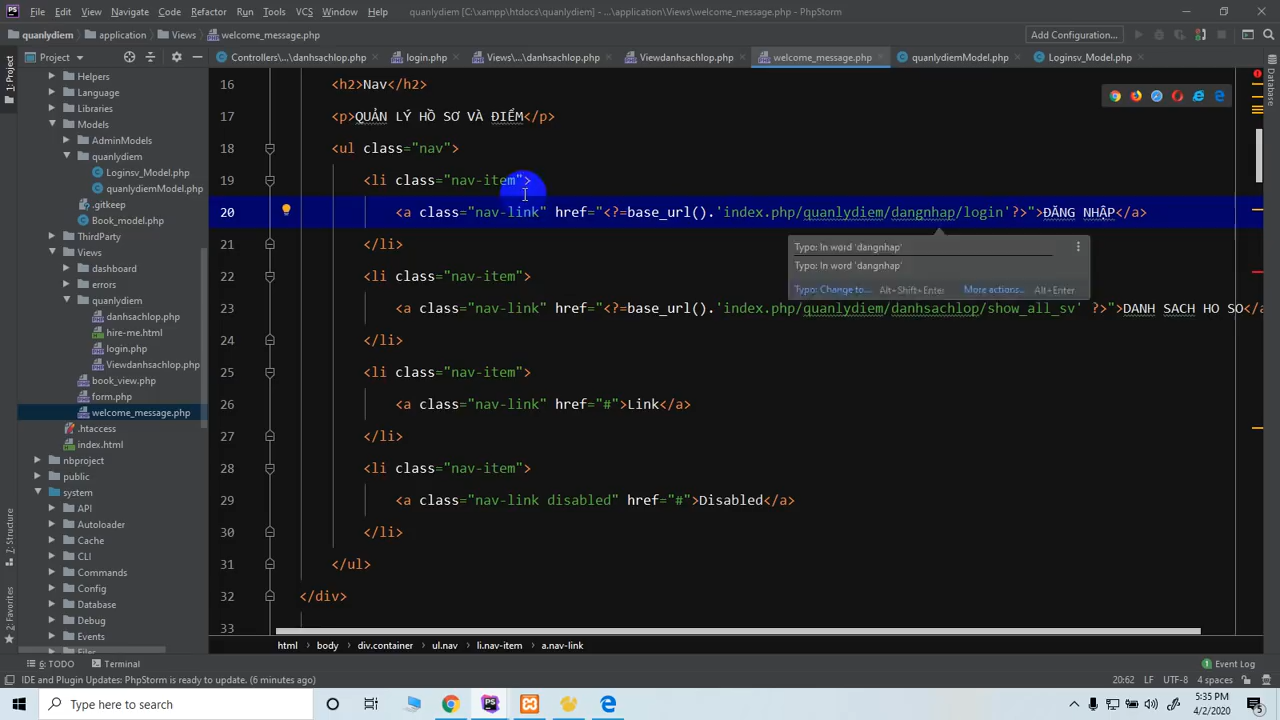 File Edit View Navigate Code Refactor Run Tools VCS Window Help quanlydiem [C:\xampp\htdocs\quanlydiem] - ...\application\Views\welcome_message.php - PhpStorm
quanlydiem application Views welcome_message.php Add Configuration...
Project Controllers\...\danhsachlop.php login.php Views\...\danhsachlop.php Viewdanhsachlop.php welcome_message.php quanlydiemModel.php Loginsv_Model.php
1: Project
7: Structure
2: Favorites
Database
Helpers
Language
Libraries
Models
AdminModels
quanlydiem
Loginsv_Model.php
quanlydiemModel.php
.gitkeep
Book_model.php
ThirdParty
Views
dashboard
errors
quanlydiem
danhsachlop.php
hire-me.html
login.php
Viewdanhsachlop.php
book_view.php
form.php
welcome_message.php
.htaccess
index.html
nbproject
public
system
API
Autoloader
Cache
CLI
Commands
Config
Database
Debug
Events
Files
16 <h2>Nav</h2>
17 <p>QUẢN LÝ HỒ SƠ VÀ ĐIỂM</p>
18 <ul class="nav">
19 <li class="nav-item">
20 <a class="nav-link" href="<?=base_url().'index.php/quanlydiem/dangnhap/login'?>">ĐĂNG NHẬP</a>
21 </li>
22 <li class="nav-item">
Typo: In word 'dangnhap'
Typo: In word 'dangnhap'
Typo: Change to... Alt+Shift+Enter More actions... Alt+Enter
23 <a class="nav-link" href="<?=base_url().'index.php/quanlydiem/danhsachlop/show_all_sv' ?>">DANH SACH HO SO</a
24 </li>
25 <li class="nav-item">
26 <a class="nav-link" href="#">Link</a>
27 </li>
28 <li class="nav-item">
29 <a class="nav-link disabled" href="#">Disabled</a>
30 </li>
31 </ul>
32 </div>
33
html body div.container ul.nav li.nav-item a.nav-link
6: TODO Terminal Event Log
IDE and Plugin Updates: PhpStorm is ready to update. (6 minutes ago) 20:62 LF UTF-8 4 spaces
Type here to search
5:35 PM
4/2/2020
5